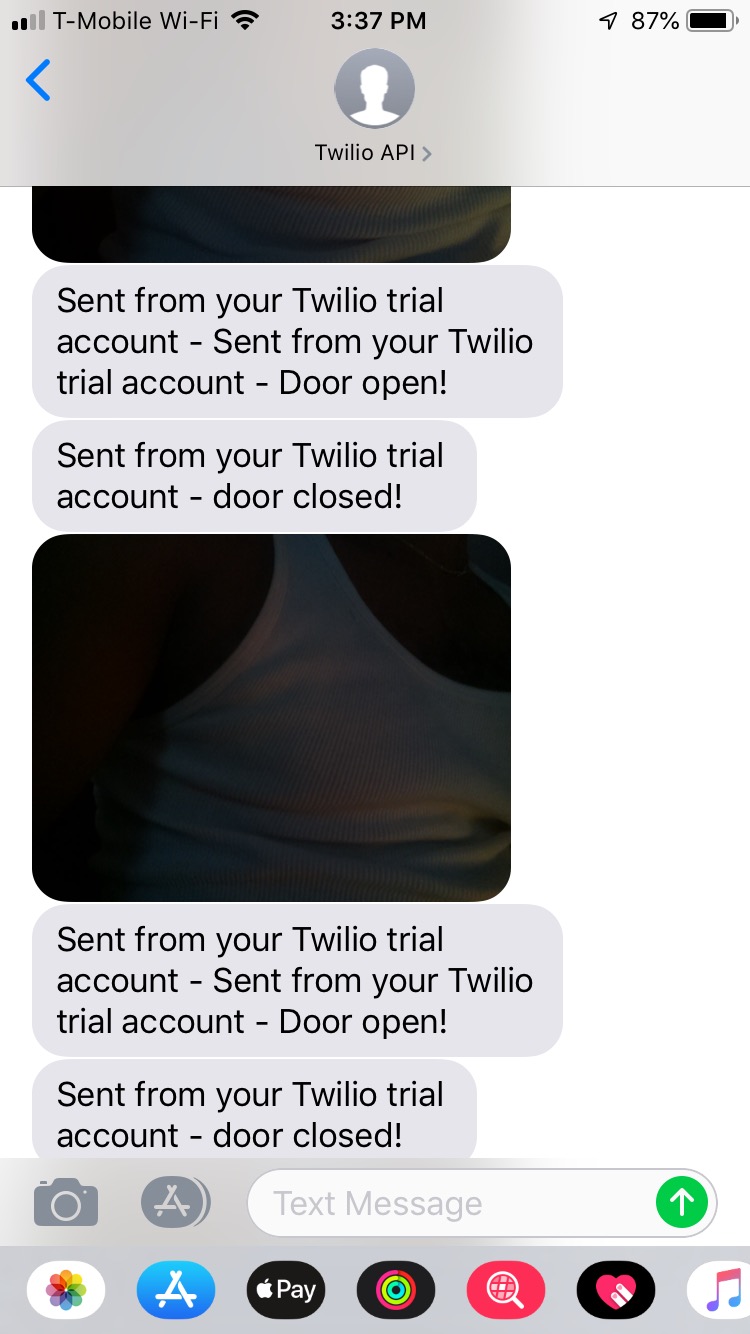 T-Mobile Wi-Fi 3:37 PM 87%
Twilio API
Sent from your Twilio trial
account - Sent from your Twilio
trial account - Door open!
Sent from your Twilio trial
account - door closed!
Sent from your Twilio trial
account - Sent from your Twilio
trial account - Door open!
Sent from your Twilio trial
account - door closed!
Text Message
Pay